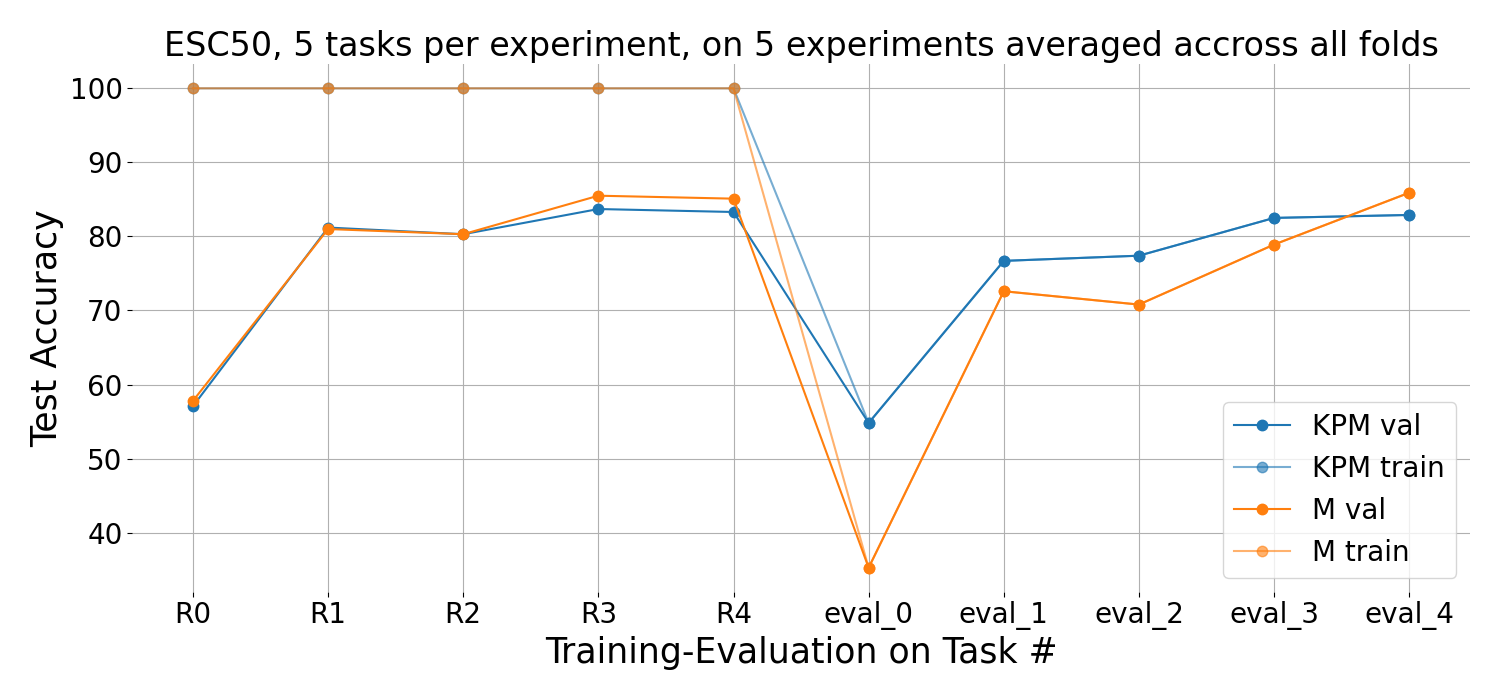 ESC50, 5 tasks per experiment, on 5 experiments averaged accross all folds
100
90
80
70
60
50
40
Test Accuracy
KPM val
KPM train
M val
M train
R0 R1 R2 R3 R4 eval_0 eval_1 eval_2 eval_3 eval_4
Training-Evaluation on Task #